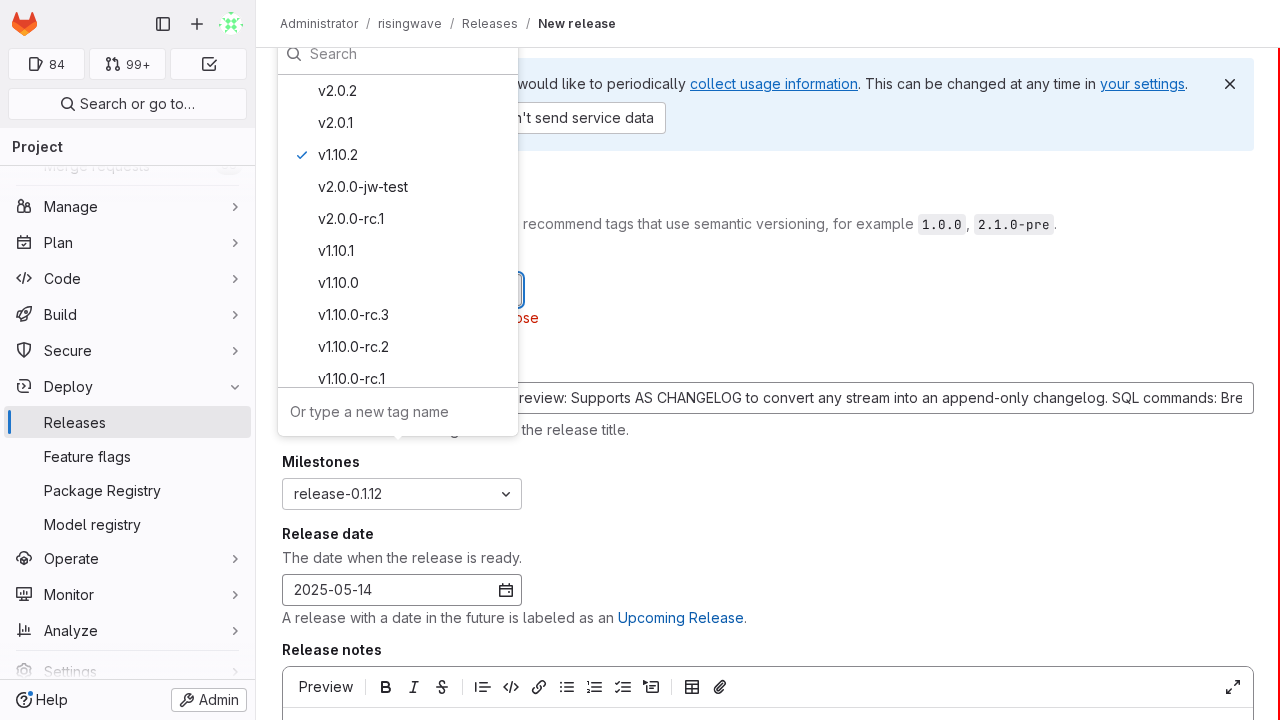 Administrator / risingwave / Releases / New release
84
99+
Search or go to…
Project
Merge requests
Manage
Plan
Code
Build
Secure
Deploy
Releases
Feature flags
Package Registry
Model registry
Operate
Monitor
Analyze
Settings
Help
Admin
Search
v2.0.2
v2.0.1
v1.10.2
v2.0.0-jw-test
v2.0.0-rc.1
v1.10.1
v1.10.0
v1.10.0-rc.3
v1.10.0-rc.2
v1.10.0-rc.1
Or type a new tag name
would like to periodically collect usage information. This can be changed at any time in your settings.
n't send service data
recommend tags that use semantic versioning, for example 1.0.0, 2.1.0-pre.
review: Supports AS CHANGELOG to convert any stream into an append-only changelog. SQL commands: Bre
the release title.
Milestones
release-0.1.12
Release date
The date when the release is ready.
2025-05-14
A release with a date in the future is labeled as an Upcoming Release.
Release notes
Preview